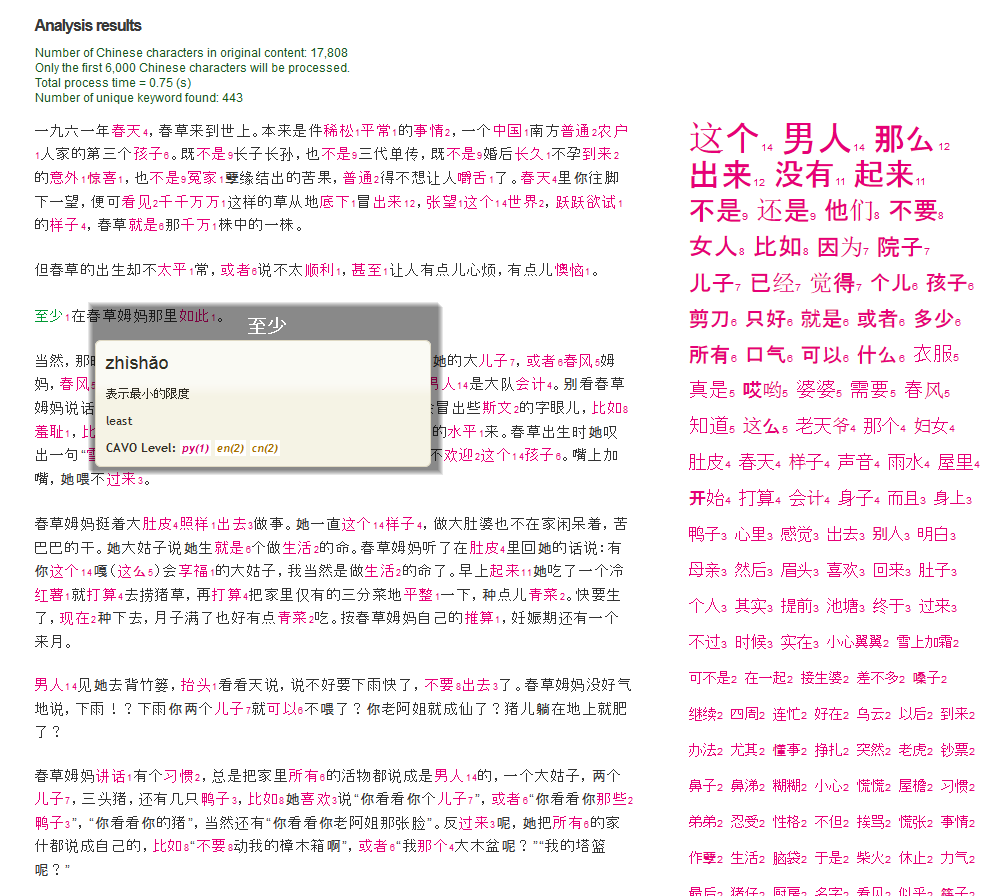 Analysis results
Number of Chinese characters in original content: 17,808
Only the first 6,000 Chinese characters will be processed.
Total process time = 0.75 (s)
Number of unique keyword found: 443
一九六一年春天4，春草来到世上。本来是件稀松1平常1的事情2，一个中国1南方普通2农户
1人家的第三个孩子6。既不是9长子长孙，也不是9三代单传，既不是9婚后长久1不孕到来2
的意外1惊喜1，也不是9冤家1孽缘结出的苦果，普通2得不想让人嚼舌1了。春天4里你往脚
下一望，便可看见2千千万万1这样的草从地底下1冒出来12，张望1这个14世界2，跃跃欲试1
的样子4，春草就是6那千万1株中的一株。
但春草的出生却不太平1常，或者6说不太顺利1，甚至1让人有点儿心烦，有点儿懊恼1。
至少1在春草姆妈那里如此1。
至少
zhishāo
表示最小的限度
least
CAVO Level: py(1) en(2) cn(2)
当然，那 她的大儿子7，或者6春风5姆
妈，春风 男人14是大队会计4。别看春草
姆妈说话 冒出些斯文2的字眼儿，比如8
羞耻1，比 的水平1来。春草出生时她叹
出一句“ 不欢迎2这个14孩子6。嘴上加
嘴，她喂不过来3。
春草姆妈挺着大肚皮4照样1出去3做事。她一直这个14样子4，做大肚婆也不在家闲呆着，苦
巴巴的干。她大姑子说她生就是6个做生活2的命。春草姆妈听了在肚皮4里回她的话说：有
你这个14嘎（这么5）会享福1的大姑子，我当然是做生活2的命了。早上起来11她吃了一个冷
红薯1就打算4去捞猪草，再打算4把家里仅有的三分菜地平整1一下，种点儿青菜2。快要生
了，现在2种下去，月子满了也好有点青菜2吃。按春草姆妈自己的推算1，妊娠期还有一个
来月。
男人14见她去背竹篓，抬头1看看天说，说不好要下雨快了，不要8出去3了。春草姆妈没好气
地说，下雨！？下雨你两个儿子7就可以6不喂了？你老阿姐就成仙了？猪儿躺在地上就肥
了？
春草姆妈讲话1有个习惯2，总是把家里所有6的活物都说成是男人14的，一个大姑子，两个
儿子7，三头猪，还有几只鸭子3，比如8她喜欢3说“你看看你个儿子7”，或者6“你看看你那些2
鸭子3”，“你看看你的猪”，当然还有“你看看你老阿姐那张脸”。反过来3呢，她把所有6的家
什都说成自己的，比如8“不要8动我的樟木箱啊”，或者6“我那个4大木盆呢？”“我的塔篮
呢？”
这个14 男人14 那么12
出来12 没有11 起来11
不是9 还是9 他们8 不要8
女人8 比如8 因为7 院子7
儿子7 已经7 觉得7 个儿6 孩子6
剪刀6 只好6 就是6 或者6 多少6
所有6 口气6 可以6 什么6 衣服5
真是5 哎哟5 婆婆5 需要5 春风5
知道5 这么5 老天爷4 那个4 妇女4
肚皮4 春天4 样子4 声音4 雨水4 屋里4
开始4 打算4 会计4 身子4 而且3 身上3
鸭子3 心里3 感觉3 出去3 别人3 明白3
母亲3 然后3 眉头3 喜欢3 回来3 肚子3
个人3 其实3 提前3 池塘3 终于3 过来3
不过3 时候3 实在3 小心翼翼2 雪上加霜2
可不是2 在一起2 接生婆2 差不多2 嗓子2
继续2 四周2 连忙2 好在2 乌云2 以后2 到来2
办法2 尤其2 懂事2 挣扎2 突然2 老虎2 钞票2
鼻子2 鼻涕2 糊糊2 小心2 慌慌2 屋檐2 习惯2
弟弟2 忍受2 性格2 不但2 挨骂2 慌张2 事情2
作孽2 生活2 脑袋2 于是2 柴火2 休止2 力气2
最后2 猪仔2 厨房2 名字2 看见2 似乎2